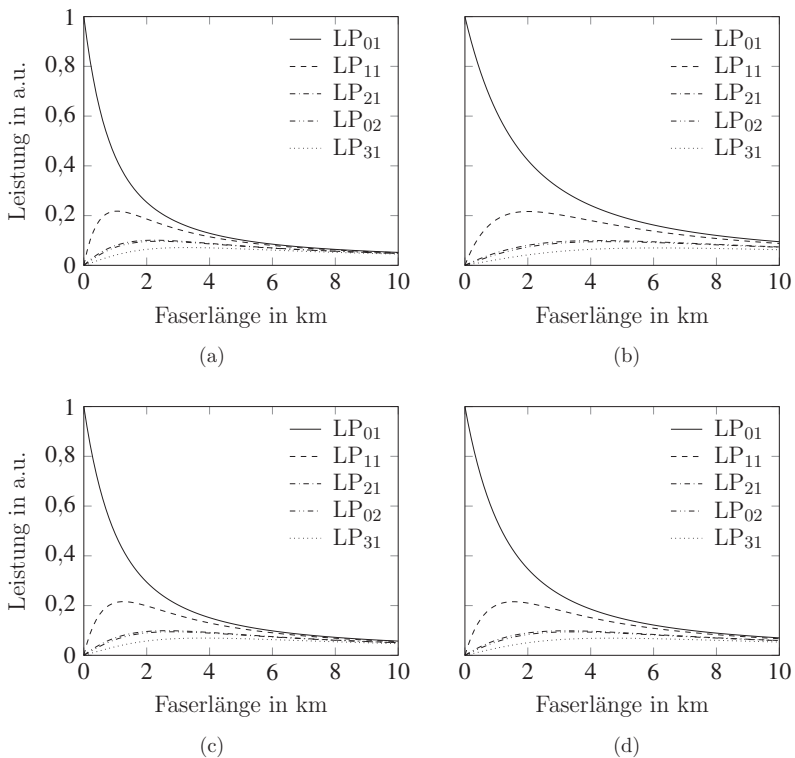 1
0,8
0,6
0,4
0,2
0
0 2 4 6 8 10
Leistung in a.u.
Faserlänge in km
LP01
LP11
LP21
LP02
LP31
(a)
0 2 4 6 8 10
Faserlänge in km
LP01
LP11
LP21
LP02
LP31
(b)
1
0,8
0,6
0,4
0,2
0
0 2 4 6 8 10
Leistung in a.u.
Faserlänge in km
LP01
LP11
LP21
LP02
LP31
(c)
0 2 4 6 8 10
Faserlänge in km
LP01
LP11
LP21
LP02
LP31
(d)